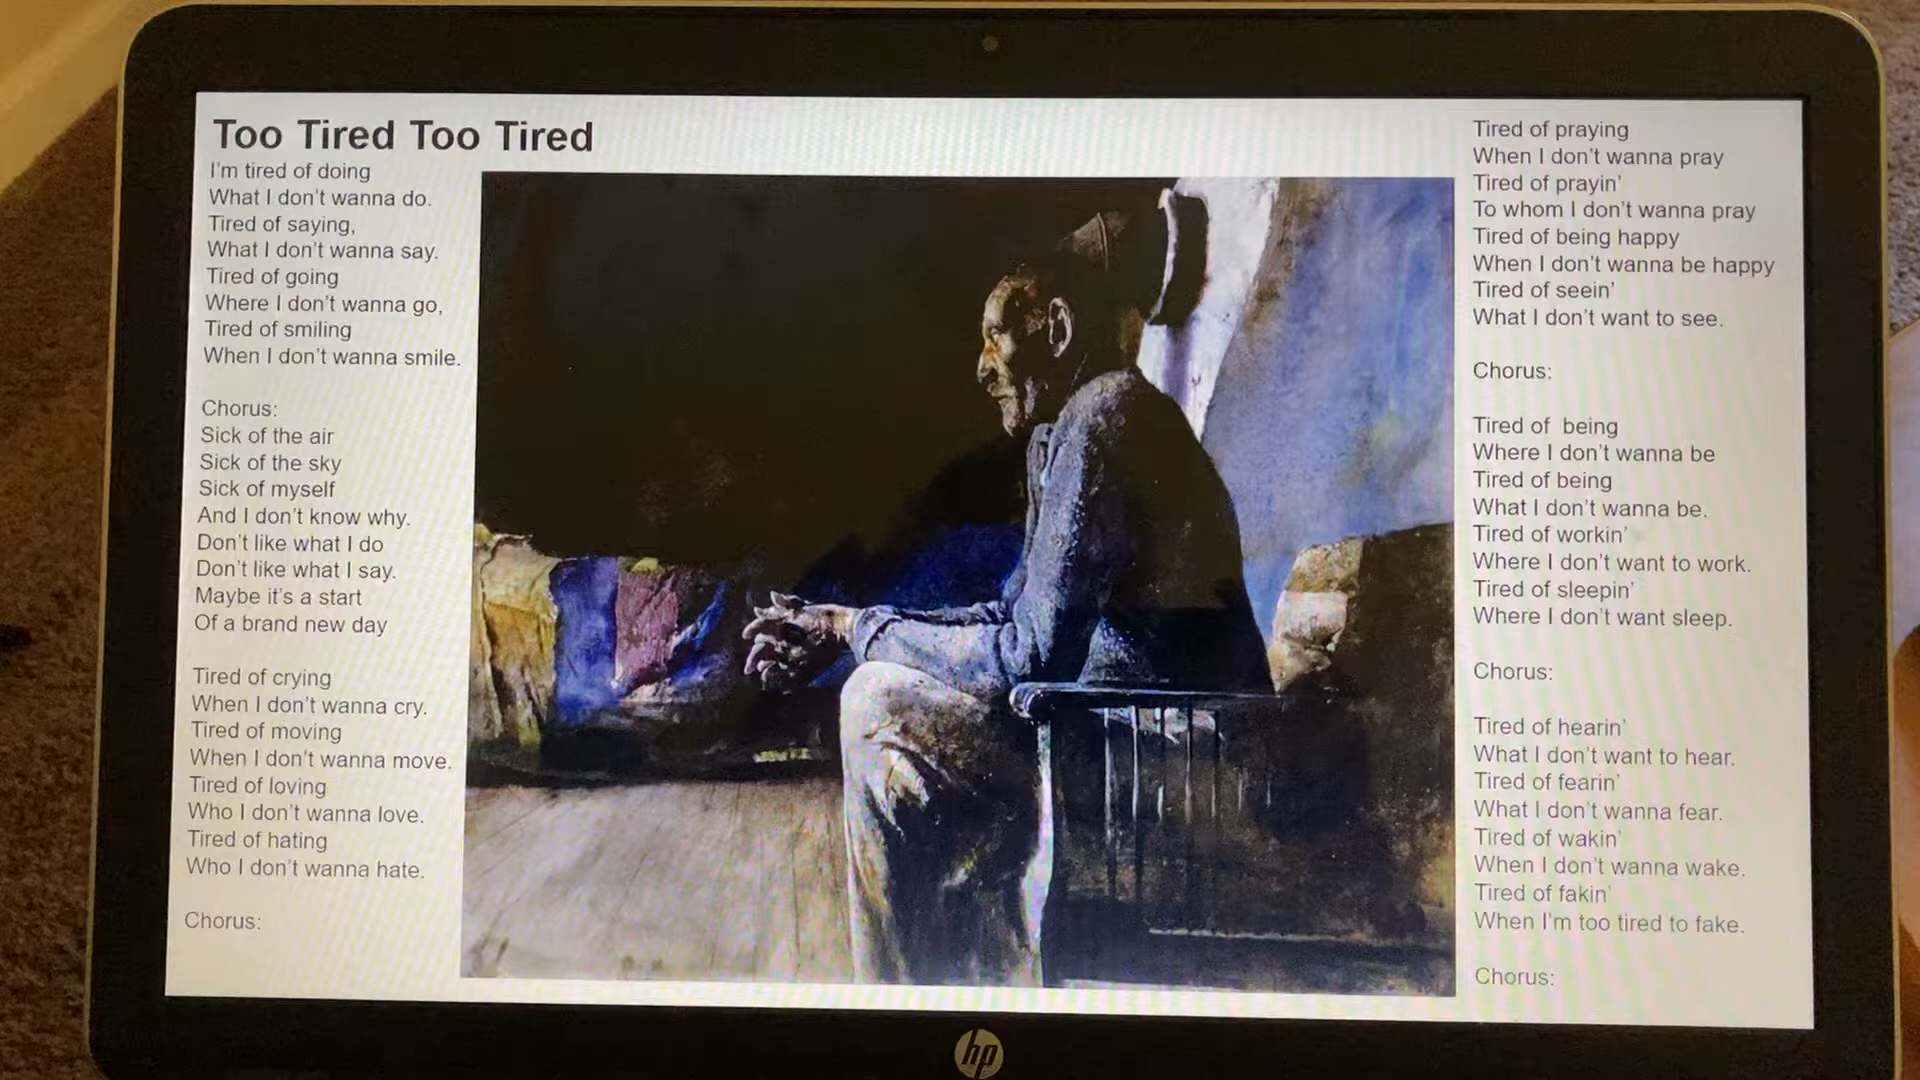 Too Tired Too Tired
I'm tired of doing
What I don't wanna do.
Tired of saying,
What I don't wanna say.
Tired of going
Where I don't wanna go,
Tired of smiling
When I don't wanna smile.
Chorus:
Sick of the air
Sick of the sky
Sick of myself
And I don't know why.
Don't like what I do
Don't like what I say.
Maybe it's a start
Of a brand new day
Tired of crying
When I don't wanna cry.
Tired of moving
When I don't wanna move.
Tired of loving
Who I don't wanna love.
Tired of hating
Who I don't wanna hate.
Chorus:
Tired of praying
When I don't wanna pray
Tired of prayin'
To whom I don't wanna pray
Tired of being happy
When I don't wanna be happy
Tired of seein'
What I don't want to see.
Chorus:
Tired of being
Where I don't wanna be
Tired of being
What I don't wanna be.
Tired of workin'
Where I don't want to work.
Tired of sleepin'
Where I don't want sleep.
Chorus:
Tired of hearin'
What I don't want to hear.
Tired of fearin'
What I don't wanna fear.
Tired of wakin'
When I don't wanna wake.
Tired of fakin'
When I'm too tired to fake.
Chorus:
hp